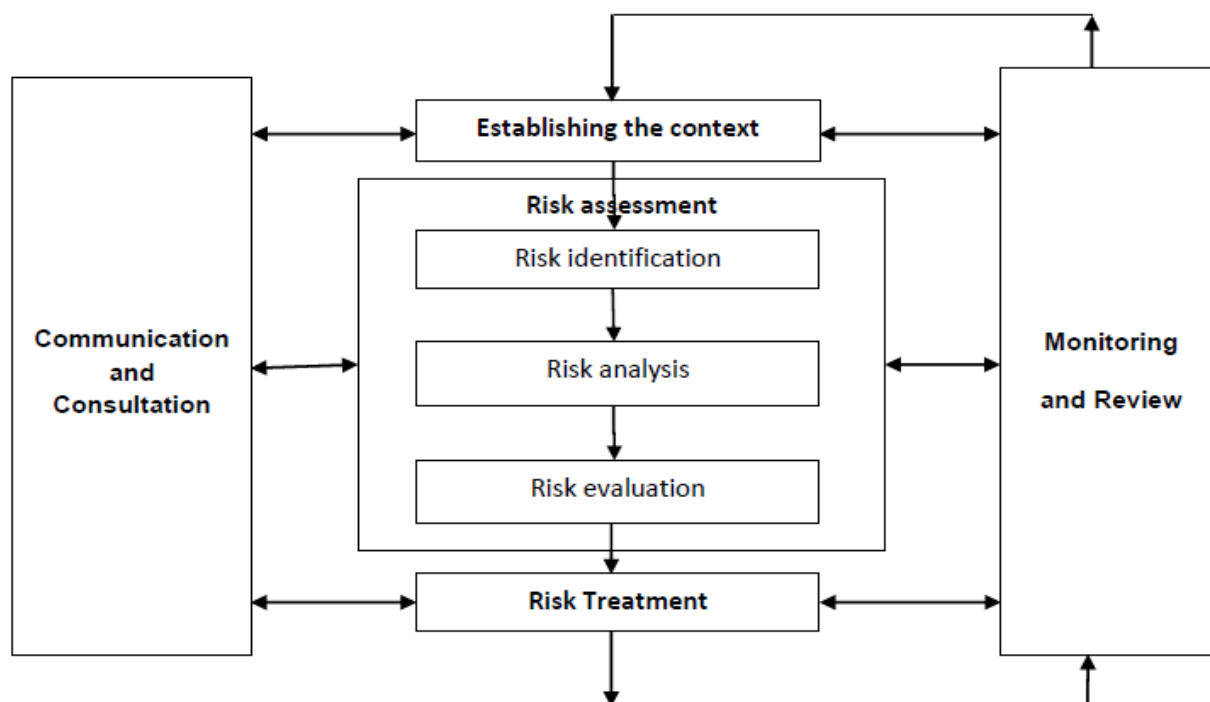 Establishing the context
Risk assessment
Risk identification
Risk analysis
Risk evaluation
Risk Treatment
Communication
and
Consultation
Monitoring
and Review